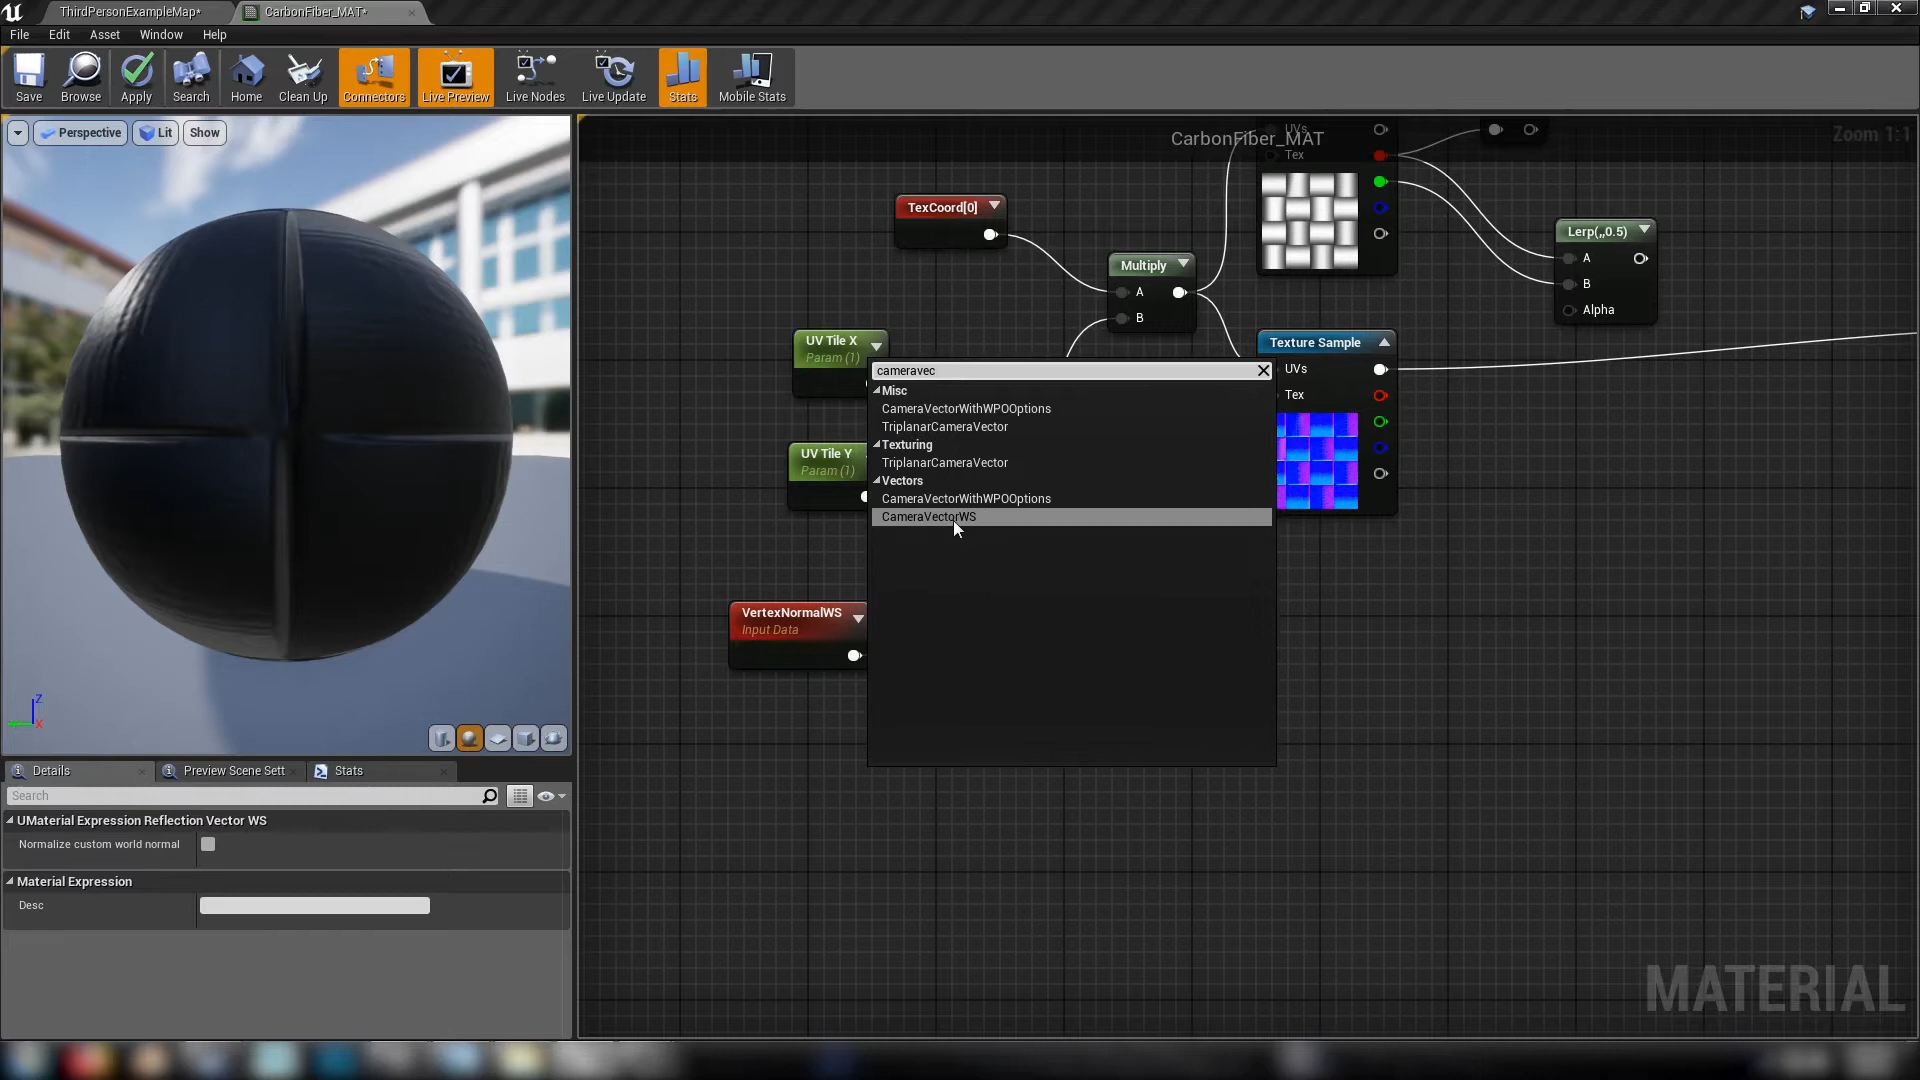 ThirdPersonExampleMap*
CarbonFiber_MAT*
File Edit Asset Window Help
Save Browse Apply Search Home Clean Up Connectors Live Preview Live Nodes Live Update Stats Mobile Stats
Perspective Lit Show
CarbonFiber_MAT
Zoom 1:1
UVs
Tex
TexCoord[0]
Multiply
A
B
Lerp(,,0.5)
A
B
Alpha
UV Tile X
Param (1)
Texture Sample
UVs
Tex
cameravec
Misc
CameraVectorWithWPOOptions
TriplanarCameraVector
Texturing
TriplanarCameraVector
Vectors
CameraVectorWithWPOOptions
CameraVectorWS
UV Tile Y
Param (1)
VertexNormalWS
Input Data
Z
X
Details Preview Scene Sett Stats
Search
UMaterial Expression Reflection Vector WS
Normalize custom world normal
Material Expression
Desc
MATERIAL